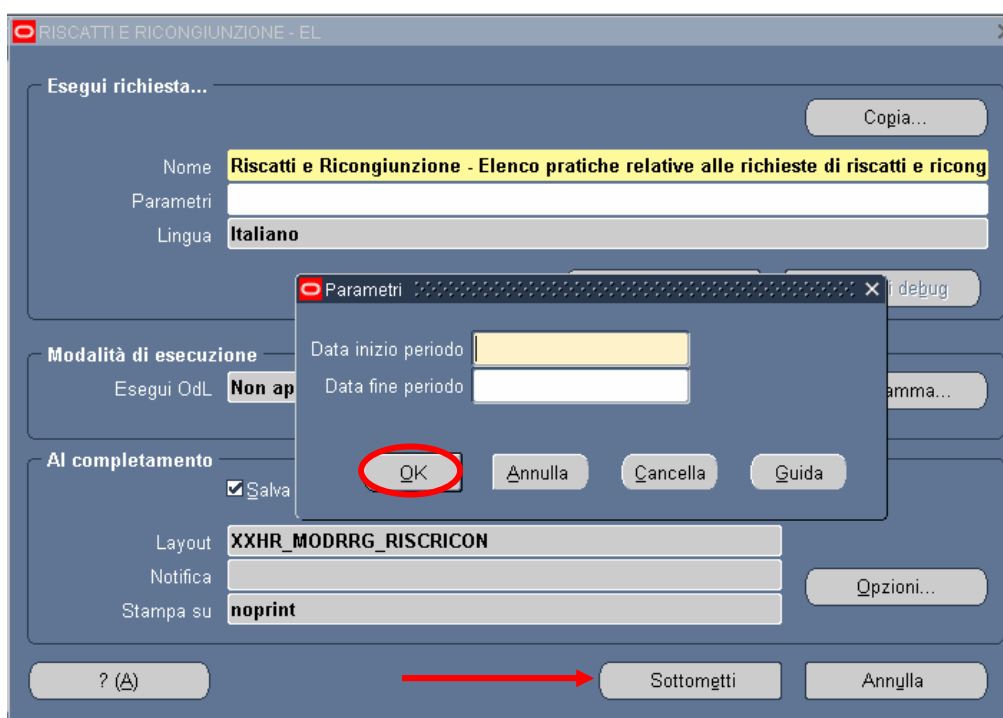 RISCATTI E RICONGIUNZIONE - EL
Esegui richiesta...
Copia...
Nome Riscatti e Ricongiunzione - Elenco pratiche relative alle richieste di riscatti e ricong
Parametri
Lingua Italiano
debug
Parametri
Data inizio periodo
Data fine periodo
OK Annulla Cancella Guida
Modalità di esecuzione
Esegui OdL Non ap
amma...
Al completamento
Salva
Layout XXHR_MODRRG_RISCRICON
Notifica
Opzioni...
Stampa su noprint
? (A) Sottometti Annulla